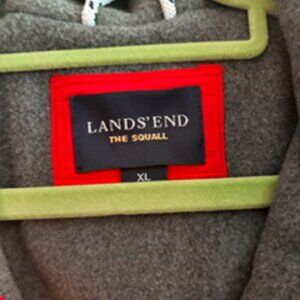 LANDS' END
THE SQUALL
XL